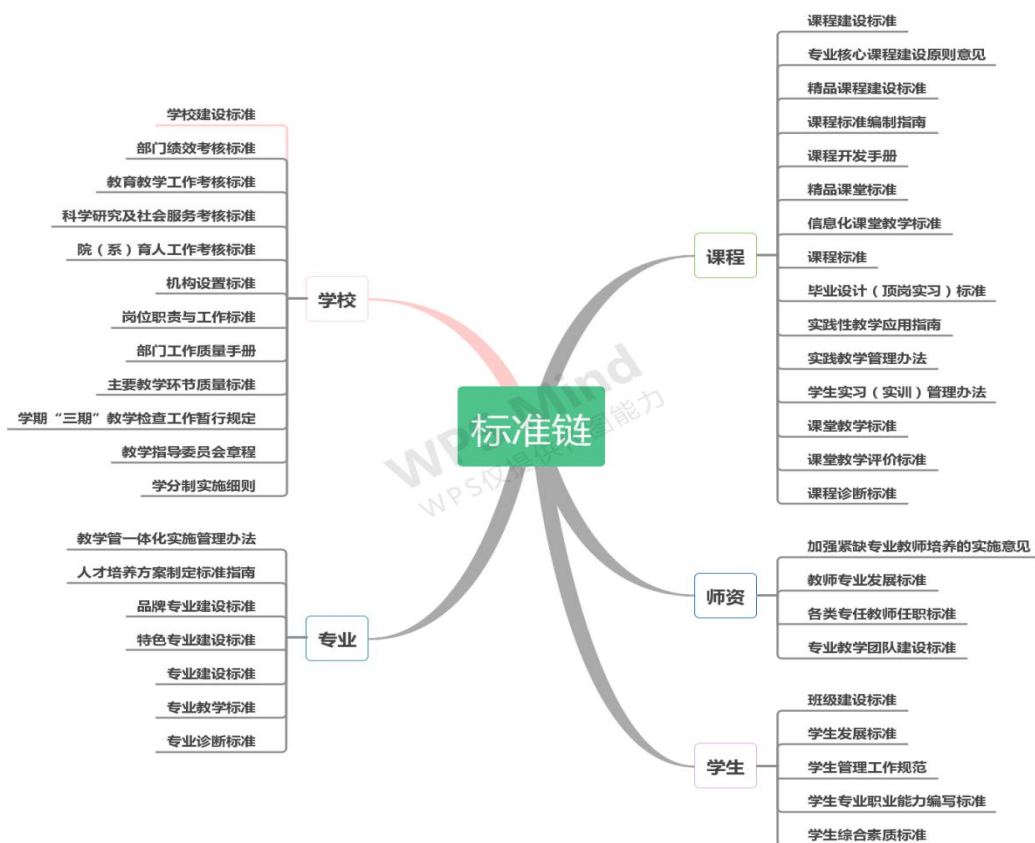 标准链
学校
学校建设标准
部门绩效考核标准
教育教学工作考核标准
科学研究及社会服务考核标准
院（系）育人工作考核标准
机构设置标准
岗位职责与工作标准
部门工作质量手册
主要教学环节质量标准
学期“三期”教学检查工作暂行规定
教学指导委员会章程
学分制实施细则
专业
教学管一体化实施管理办法
人才培养方案制定标准指南
品牌专业建设标准
特色专业建设标准
专业建设标准
专业教学标准
专业诊断标准
课程
课程建设标准
专业核心课程建设原则意见
精品课程建设标准
课程标准编制指南
课程开发手册
精品课堂标准
信息化课堂教学标准
课程标准
毕业设计（顶岗实习）标准
实践性教学应用指南
实践教学管理办法
学生实习（实训）管理办法
课堂教学标准
课堂教学评价标准
课程诊断标准
师资
加强紧缺专业教师培养的实施意见
教师专业发展标准
各类专任教师任职标准
专业教学团队建设标准
学生
班级建设标准
学生发展标准
学生管理工作规范
学生专业职业能力编写标准
学生综合素质标准